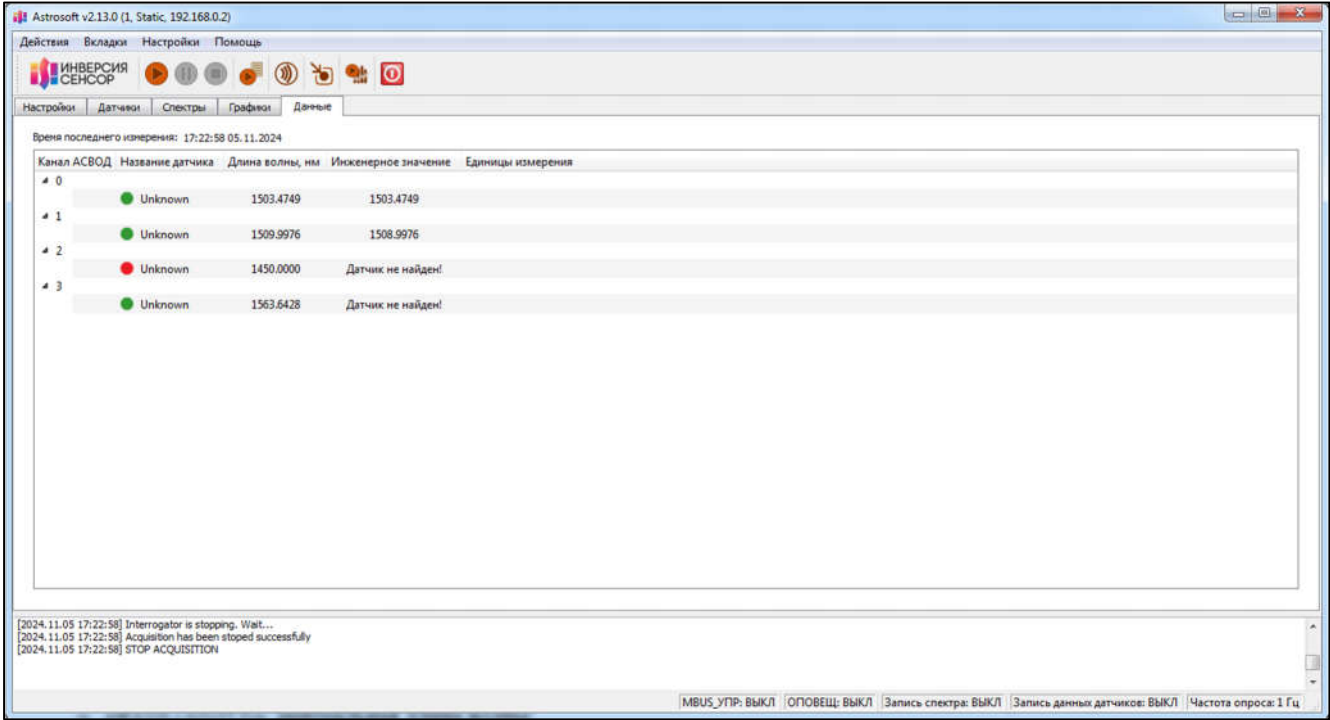 Astrosoft v2.13.0 (1, Static, 192.168.0.2)
Действия Вкладки Настройки Помощь
ИНВЕРСИЯ
СЕНСОР
Настройки Датчики Спектры Графики Данные
Время последнего измерения: 17:22:58 05.11.2024
Канал АСВОД Название датчика Длина волны, нм Инженерное значение Единицы измерения
0
Unknown 1503.4749 1503.4749
1
Unknown 1509.9976 1508.9976
2
Unknown 1450.0000 Датчик не найден!
3
Unknown 1563.6428 Датчик не найден!
[2024.11.05 17:22:58] Interrogator is stopping. Wait...
[2024.11.05 17:22:58] Acquisition has been stoped successfully
[2024.11.05 17:22:58] STOP ACQUISITION
MBUS_УПР: ВЫКЛ ОПОВЕЩ: ВЫКЛ Запись спектра: ВЫКЛ Запись данных датчиков: ВЫКЛ Частота опроса: 1 Гц